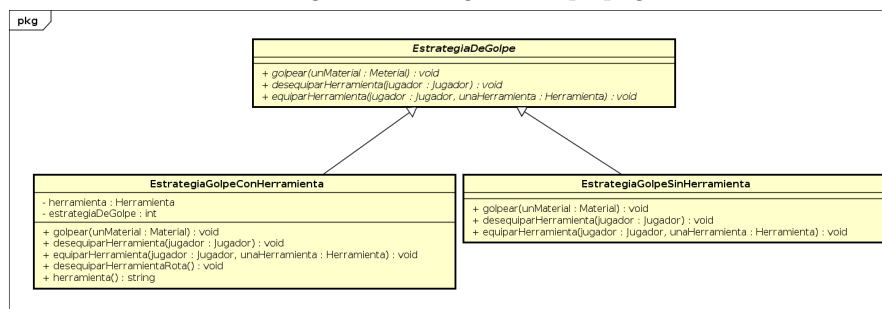 pkg
EstrategiaDeGolpe
+ golpear(unMaterial : Meterial) : void
+ desequiparHerramienta(jugador : Jugador) : void
+ equiparHerramienta(jugador : Jugador, unaHerramienta : Herramienta) : void
EstrategiaGolpeConHerramienta
- herramienta : Herramienta
- estrategiaDeGolpe : int
+ golpear(unMaterial : Material) : void
+ desequiparHerramienta(jugador : Jugador) : void
+ equiparHerramienta(jugador : Jugador, unaHerramienta : Herramienta) : void
+ desequiparHerramientaRota() : void
+ herramienta() : string
EstrategiaGolpeSinHerramienta
+ golpear(unMaterial : Material) : void
+ desequiparHerramienta(jugador : Jugador) : void
+ equiparHerramienta(jugador : Jugador, unaHerramienta : Herramienta) : void